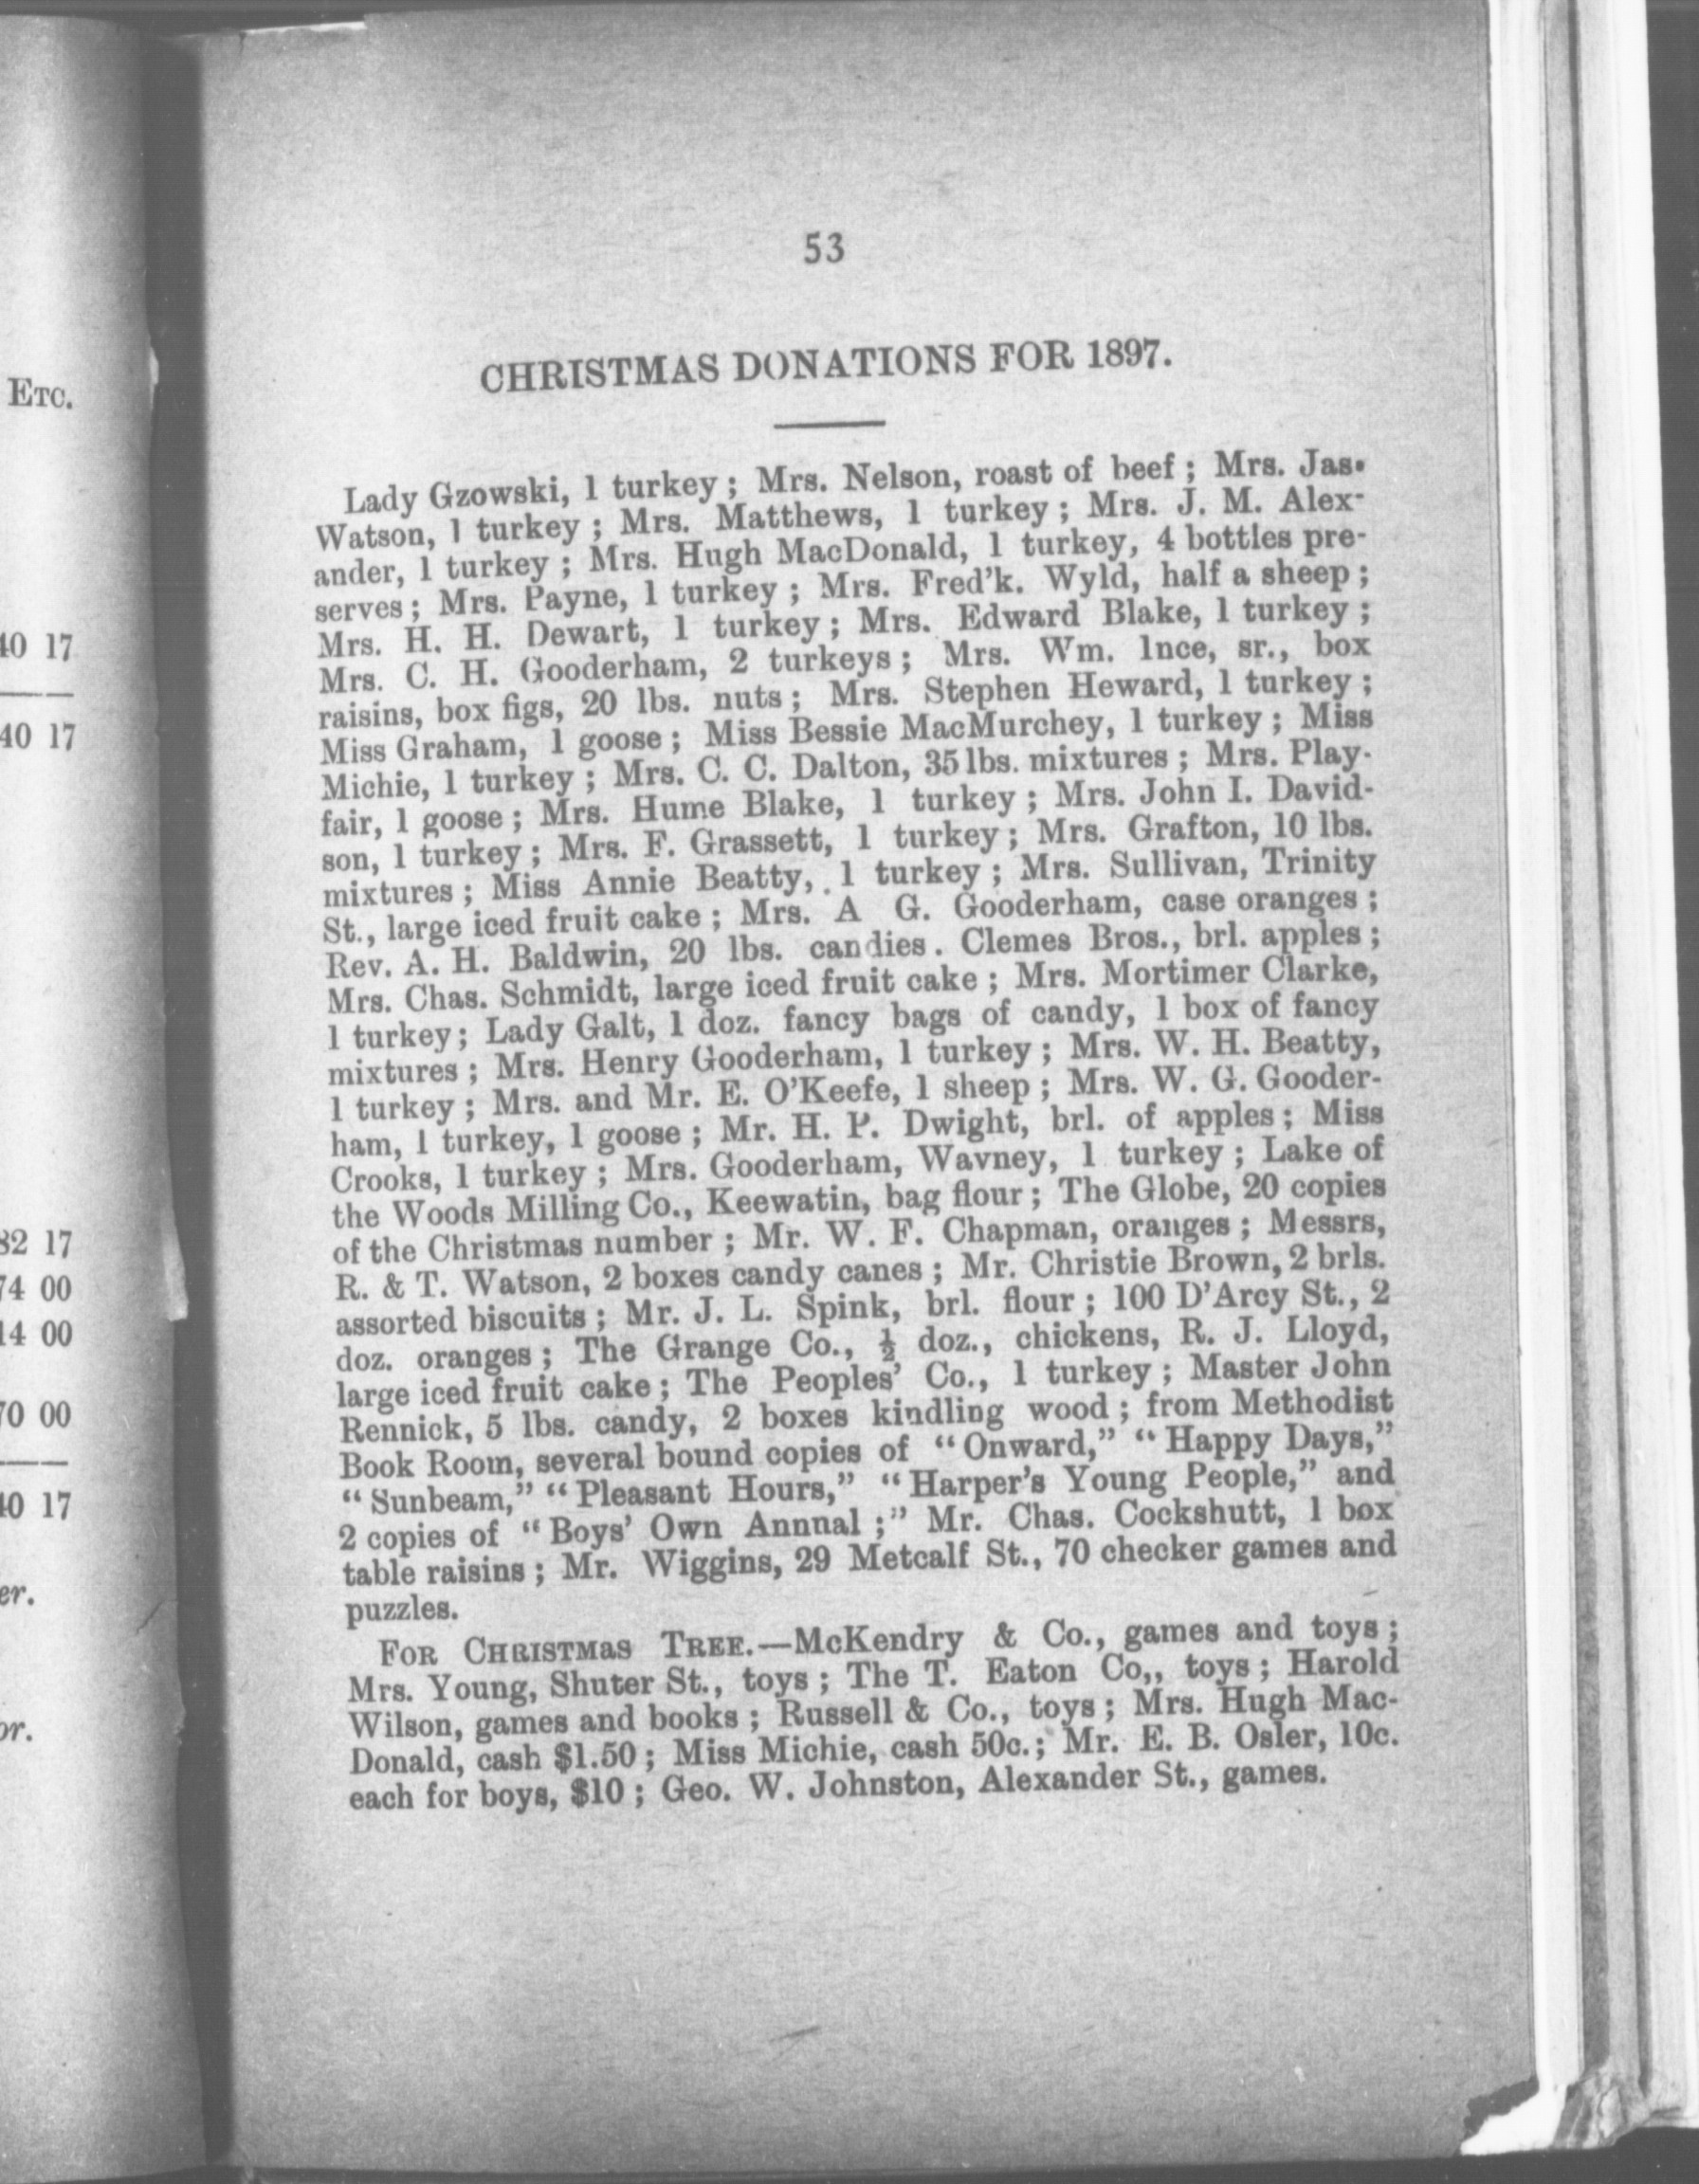 53
CHRISTMAS DONATIONS FOR 1897.
Lady Gzowski, 1 turkey ; Mrs. Nelson, roast of beef ; Mrs. Jas.
Watson, 1 turkey ; Mrs. Matthews, 1 turkey ; Mrs. J. M. Alex-
ander, 1 turkey ; Mrs. Hugh MacDonald, 1 turkey, 4 bottles pre-
serves ; Mrs. Payne, 1 turkey ; Mrs. Fred'k. Wyld, half a sheep ;
Mrs. H. H. Dewart, 1 turkey ; Mrs. Edward Blake, 1 turkey ;
Mrs. C. H. Gooderham, 2 turkeys ; Mrs. Wm. Ince, sr., box
raisins, box figs, 20 lbs. nuts ; Mrs. Stephen Heward, 1 turkey ;
Miss Graham, 1 goose ; Miss Bessie MacMurchey, 1 turkey ; Miss
Michie, 1 turkey ; Mrs. C. C. Dalton, 35 lbs. mixtures ; Mrs. Play-
fair, 1 goose ; Mrs. Hume Blake, 1 turkey ; Mrs. John I. David-
son, 1 turkey ; Mrs. F. Grassett, 1 turkey ; Mrs. Grafton, 10 lbs.
mixtures ; Miss Annie Beatty, 1 turkey ; Mrs. Sullivan, Trinity
St., large iced fruit cake ; Mrs. A G. Gooderham, case oranges ;
Rev. A. H. Baldwin, 20 lbs. candies. Clemes Bros., brl. apples ;
Mrs. Chas. Schmidt, large iced fruit cake ; Mrs. Mortimer Clarke,
1 turkey ; Lady Galt, 1 doz. fancy bags of candy, 1 box of fancy
mixtures ; Mrs. Henry Gooderham, 1 turkey ; Mrs. W. H. Beatty,
1 turkey ; Mrs. and Mr. E. O'Keefe, 1 sheep ; Mrs. W. G. Gooder-
ham, 1 turkey, 1 goose ; Mr. H. P. Dwight, brl. of apples ; Miss
Crooks, 1 turkey ; Mrs. Gooderham, Wavney, 1 turkey ; Lake of
the Woods Milling Co., Keewatin, bag flour ; The Globe, 20 copies
of the Christmas number ; Mr. W. F. Chapman, oranges ; Messrs,
R. & T. Watson, 2 boxes candy canes ; Mr. Christie Brown, 2 brls.
assorted biscuits ; Mr. J. L. Spink, brl. flour ; 100 D'Arcy St., 2
doz. oranges ; The Grange Co., ½ doz., chickens, R. J. Lloyd,
large iced fruit cake ; The Peoples' Co., 1 turkey ; Master John
Rennick, 5 lbs. candy, 2 boxes kindling wood ; from Methodist
Book Room, several bound copies of "Onward," "Happy Days,"
"Sunbeam," "Pleasant Hours," "Harper's Young People," and
2 copies of "Boys' Own Annnal ;" Mr. Chas. Cockshutt, 1 box
table raisins ; Mr. Wiggins, 29 Metcalf St., 70 checker games and
puzzles.
FOR CHRISTMAS TREE.—McKendry & Co., games and toys ;
Mrs. Young, Shuter St., toys ; The T. Eaton Co,, toys ; Harold
Wilson, games and books ; Russell & Co., toys ; Mrs. Hugh Mac-
Donald, cash $1.50 ; Miss Michie, cash 50c. ; Mr. E. B. Osler, 10c.
each for boys, $10 ; Geo. W. Johnston, Alexander St., games.
ETC.
40 17
40 17
82 17
74 00
14 00
70 00
40 17
er.
or.